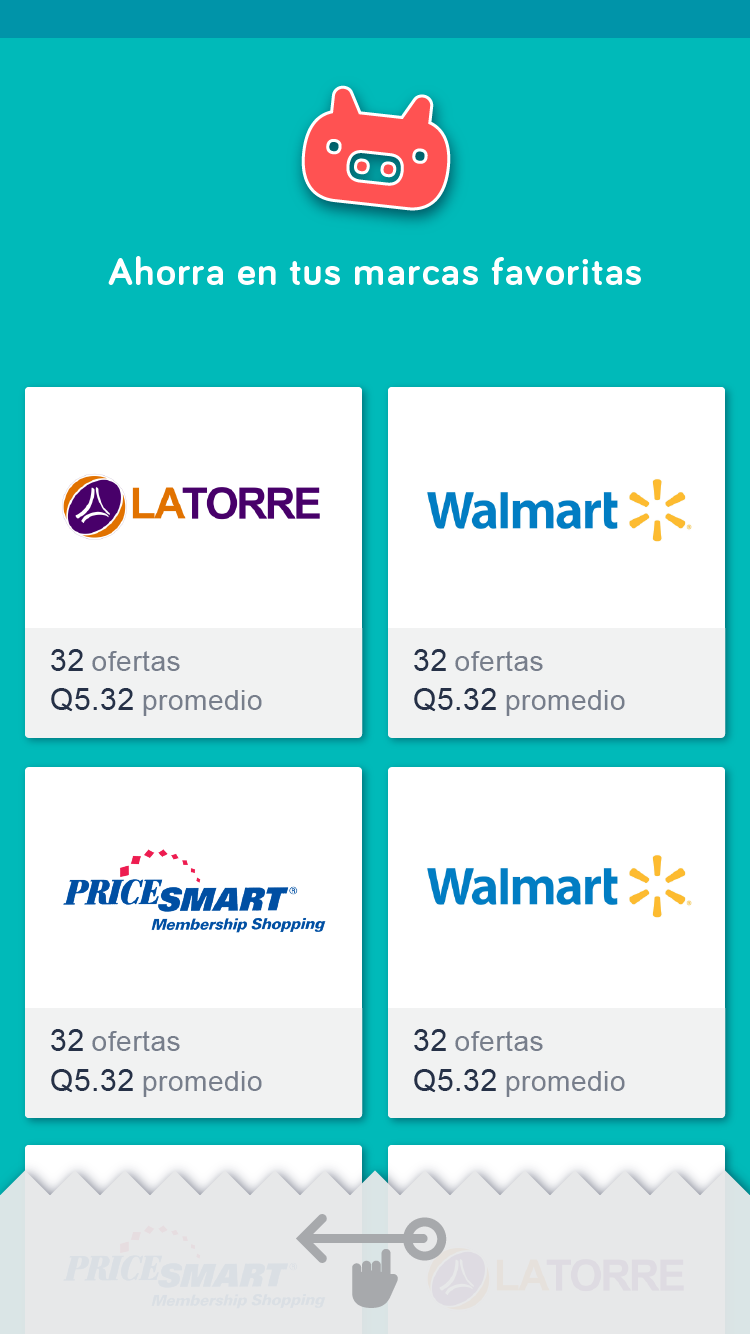 Ahorra en tus marcas favoritas
LATORRE
Walmart
32 ofertas
Q5.32 promedio
32 ofertas
Q5.32 promedio
PRICESMART®
Membership Shopping
Walmart
32 ofertas
Q5.32 promedio
32 ofertas
Q5.32 promedio
PRICESMART
Membership Shopping
LATORRE